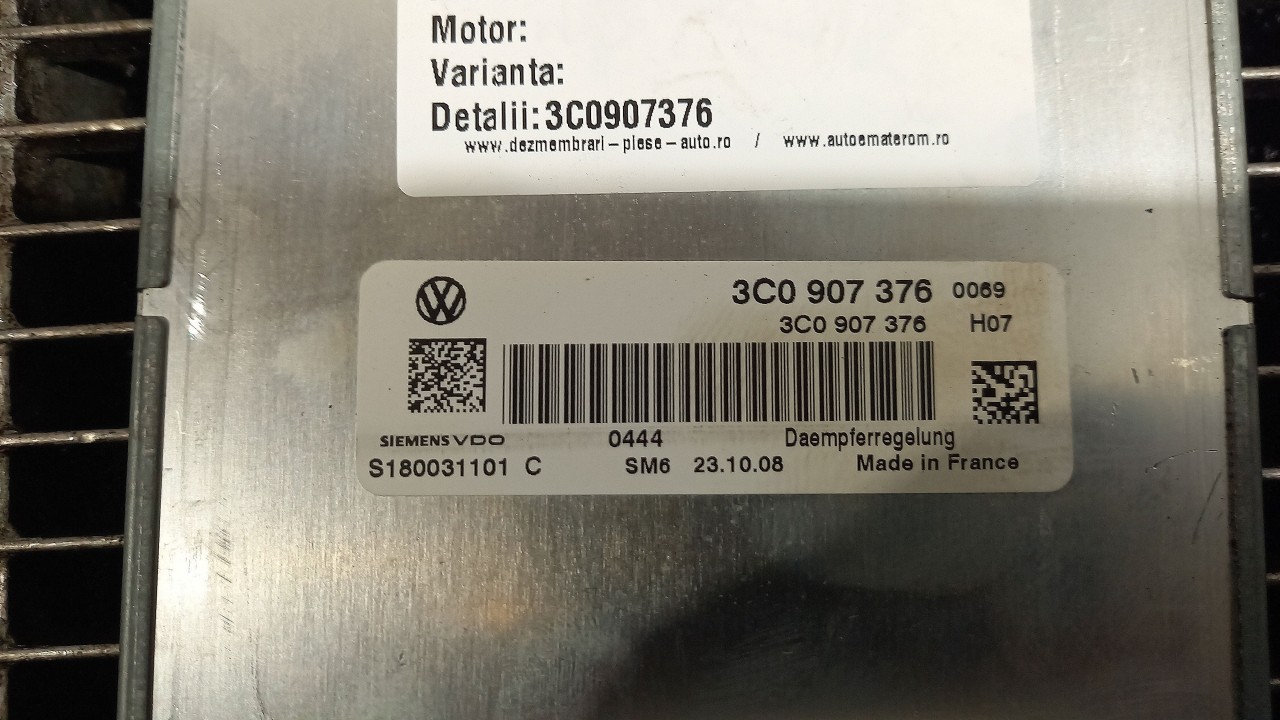 Motor:
Varianta:
Detalii:3C0907376
www.dezmembrari-piese-auto.ro / www.autoematerom.ro
3C0 907 376 0069
3C0 907 376 H07
SIEMENS VDO 0444 Daempferregelung
S180031101 C SM6 23.10.08 Made in France